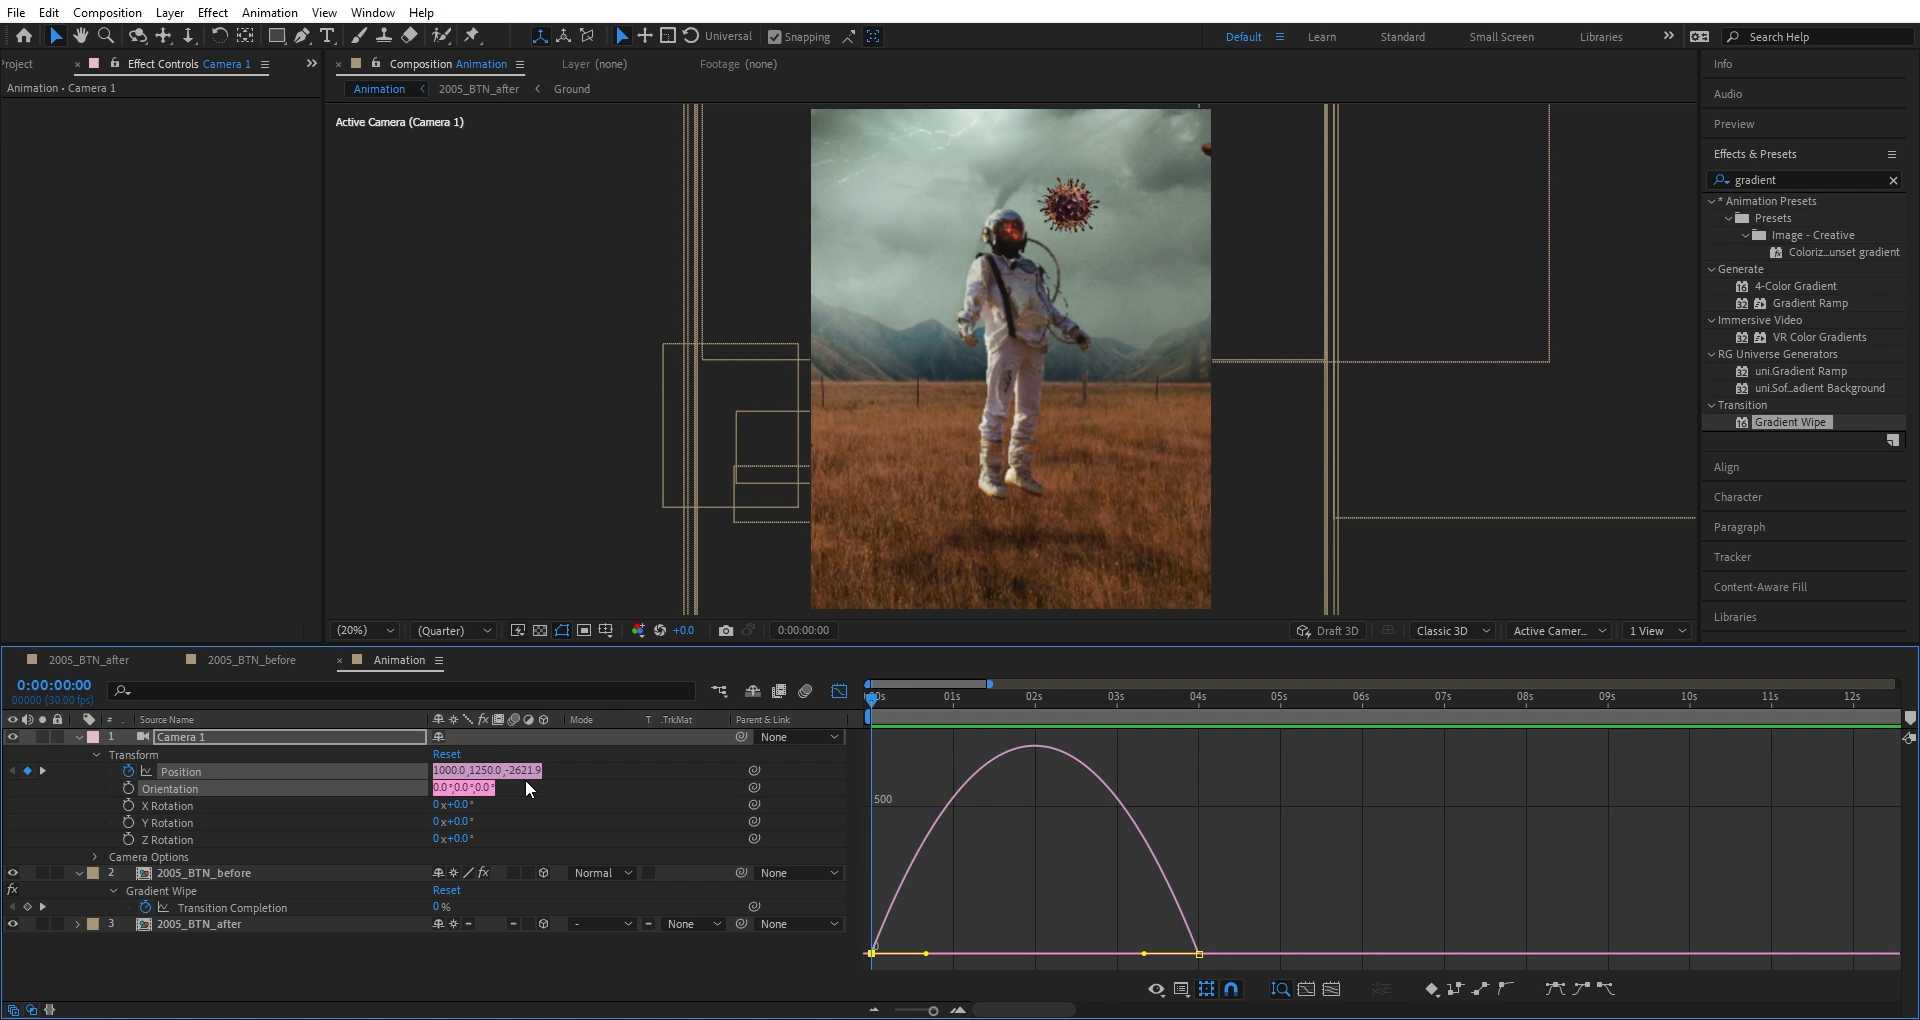 File Edit Composition Layer Effect Animation View Window Help
Universal Snapping Default Learn Standard Small Screen Libraries Search Help
roject Effect Controls Camera 1 Composition Animation Layer (none) Footage (none) Info
Animation • Camera 1 Animation 2005_BTN_after Ground
Audio
Active Camera (Camera 1)
Preview
Effects & Presets
gradient
* Animation Presets
Presets
Image - Creative
Coloriz...unset gradient
Generate
4-Color Gradient
Gradient Ramp
Immersive Video
VR Color Gradients
RG Universe Generators
uni.Gradient Ramp
uni.Sof...adient Background
Transition
Gradient Wipe
Align
Character
Paragraph
Tracker
Content-Aware Fill
Libraries
(20%) (Quarter) +0.0 0:00:00:00 Draft 3D Classic 3D Active Camer... 1 View
2005_BTN_after 2005_BTN_before Animation
0:00:00:00
00000 (30.00 fps)
00s 01s 02s 03s 04s 05s 06s 07s 08s 09s 10s 11s 12s
# . Source Name fx Mode T .TrkMat Parent & Link
1 Camera 1 None
Transform Reset
Position 1000.0,1250.0,-2621.9
Orientation 0.0°,0.0°,0.0°
X Rotation 0x+0.0°
Y Rotation 0x+0.0°
Z Rotation 0x+0.0°
Camera Options
2 2005_BTN_before fx Normal None
fx Gradient Wipe Reset
Transition Completion 0%
3 2005_BTN_after - None None
500
0